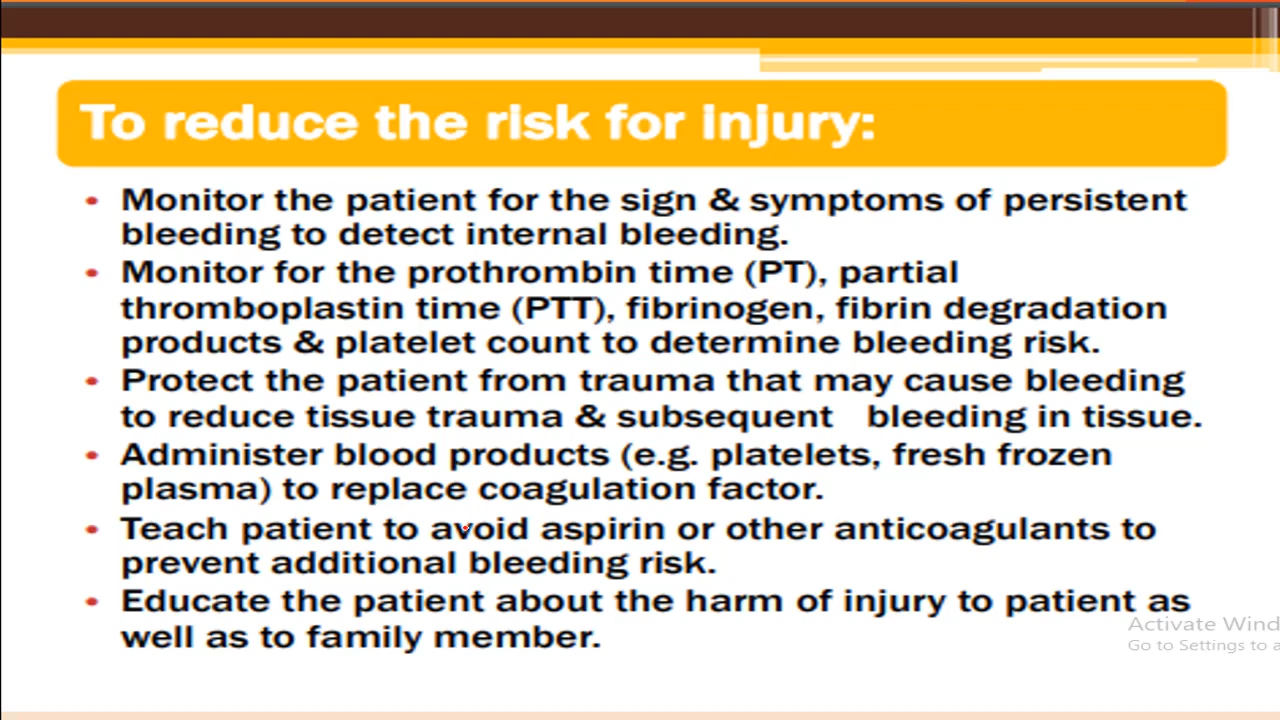 To reduce the risk for injury:
• Monitor the patient for the sign & symptoms of persistent
bleeding to detect internal bleeding.
• Monitor for the prothrombin time (PT), partial
thromboplastin time (PTT), fibrinogen, fibrin degradation
products & platelet count to determine bleeding risk.
• Protect the patient from trauma that may cause bleeding
to reduce tissue trauma & subsequent bleeding in tissue.
• Administer blood products (e.g. platelets, fresh frozen
plasma) to replace coagulation factor.
• Teach patient to avoid aspirin or other anticoagulants to
prevent additional bleeding risk.
• Educate the patient about the harm of injury to patient as
well as to family member.
Activate Wind
Go to Settings to a